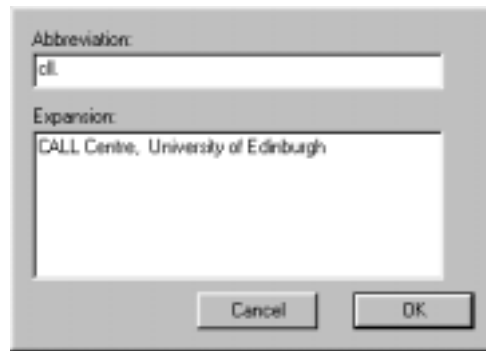 Abbreviation:
cll.
Expansion:
CALL Centre, University of Edinburgh
Cancel
OK